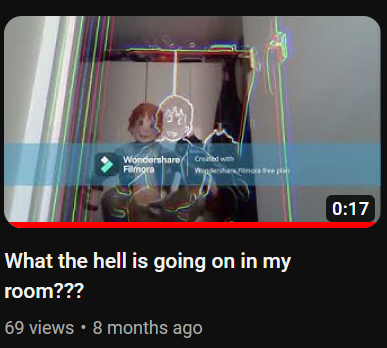 Wondershare
Filmora
Created with
Wondershare Filmora free plan
0:17
What the hell is going on in my
room???
69 views • 8 months ago